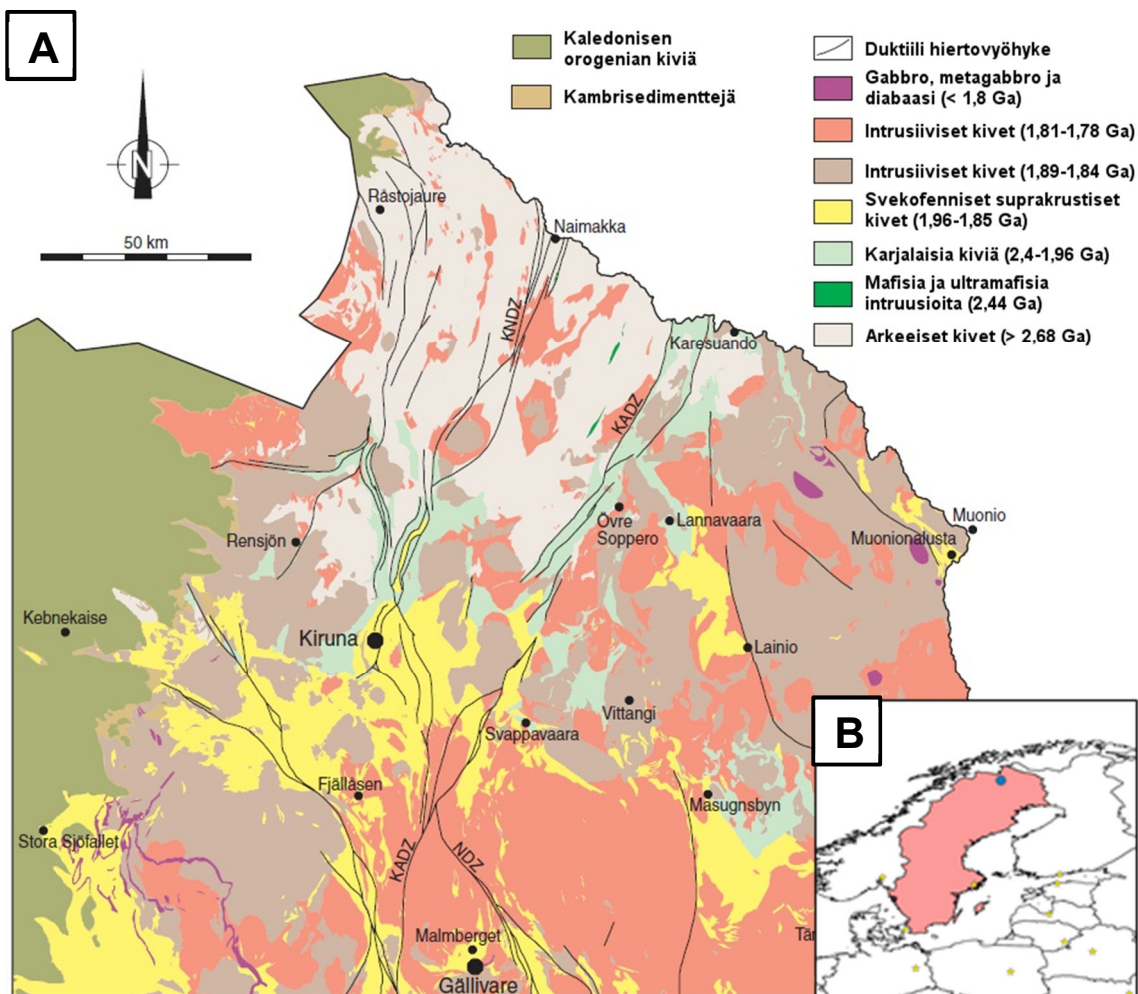 A
Kaledonisen
orogenian kiviä
Kambrisedimenttejä
Duktiili hiertovyöhyke
Gabbro, metagabbro ja
diabaasi (< 1,8 Ga)
Intrusiiviset kivet (1,81-1,78 Ga)
Intrusiiviset kivet (1,89-1,84 Ga)
Svekofenniset suprakrustiset
kivet (1,96-1,85 Ga)
Karjalaisia kiviä (2,4-1,96 Ga)
Mafisia ja ultramafisia
intruusioita (2,44 Ga)
Arkeeiset kivet (> 2,68 Ga)
N
50 km
Råstojaure
Naimakka
KNDZ
Karesuando
KADZ
Rensjön
Övre
Soppero
Lannavaara
Muonio
Muonionalusta
Kebnekaise
Kiruna
Lainio
Vittangi
Svappavaara
Fjällåsen
Masugnsbyn
Stora Sjöfallet
KADZ
NDZ
Malmberget
Gällivare
Tär
B